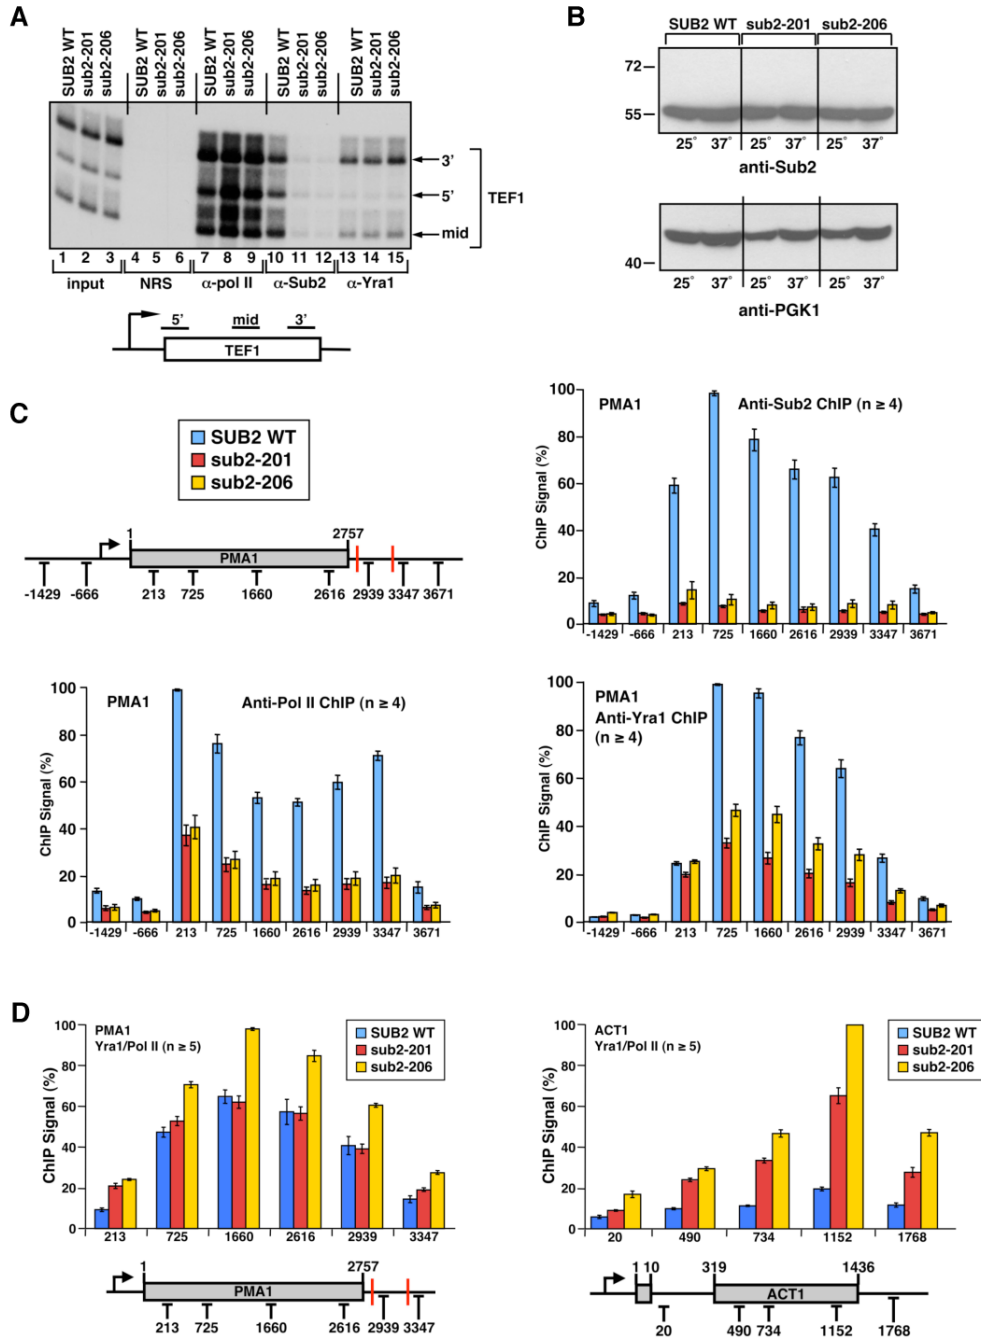 A
SUB2 WT sub2-201 sub2-206 SUB2 WT sub2-201 sub2-206 SUB2 WT sub2-201 sub2-206 SUB2 WT sub2-201 sub2-206 SUB2 WT sub2-201 sub2-206
3'
5'
mid
TEF1
1 2 3 4 5 6 7 8 9 10 11 12 13 14 15
input NRS α-pol II α-Sub2 α-Yra1
5' mid 3'
TEF1
B
SUB2 WT sub2-201 sub2-206
72
55
25° 37° 25° 37° 25° 37°
anti-Sub2
40
25° 37° 25° 37° 25° 37°
anti-PGK1
C
SUB2 WT
sub2-201
sub2-206
1 2757
PMA1
-1429 -666 213 725 1660 2616 2939 3347 3671
PMA1 Anti-Sub2 ChIP (n ≥ 4)
ChIP Signal (%)
100
80
60
40
20
0
-1429 -666 213 725 1660 2616 2939 3347 3671
PMA1 Anti-Pol II ChIP (n ≥ 4)
ChIP Signal (%)
100
80
60
40
20
0
-1429 -666 213 725 1660 2616 2939 3347 3671
PMA1
Anti-Yra1 ChIP
(n ≥ 4)
ChIP Signal (%)
100
80
60
40
20
0
-1429 -666 213 725 1660 2616 2939 3347 3671
D
PMA1
Yra1/Pol II (n ≥ 5)
SUB2 WT
sub2-201
sub2-206
ChIP Signal (%)
100
80
60
40
20
0
213 725 1660 2616 2939 3347
1 2757
PMA1
213 725 1660 2616 2939 3347
ACT1
Yra1/Pol II (n ≥ 5)
SUB2 WT
sub2-201
sub2-206
ChIP Signal (%)
100
80
60
40
20
0
20 490 734 1152 1768
1 10 319 1436
ACT1
20 490 734 1152 1768